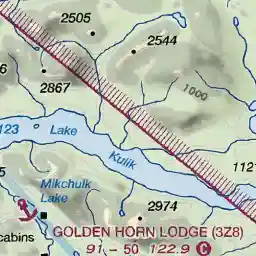 2505
2544
6
2867
1000
123
Lake
Kulik
1121
Mikchulk
Lake
2974
GOLDEN HORN LODGE (3Z8)
cabins
91 – 50 122.9 C